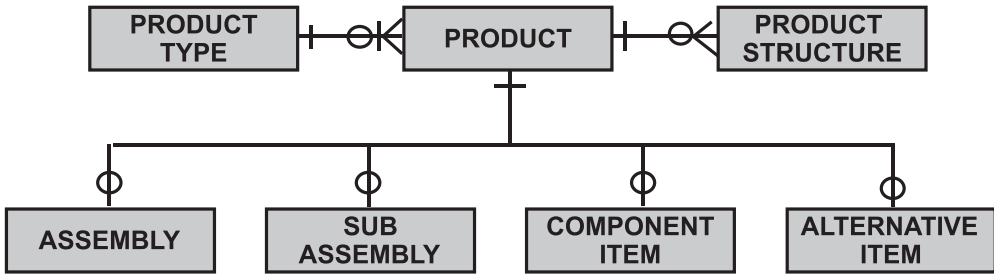 PRODUCT
TYPE
PRODUCT
PRODUCT
STRUCTURE
ASSEMBLY
SUB
ASSEMBLY
COMPONENT
ITEM
ALTERNATIVE
ITEM